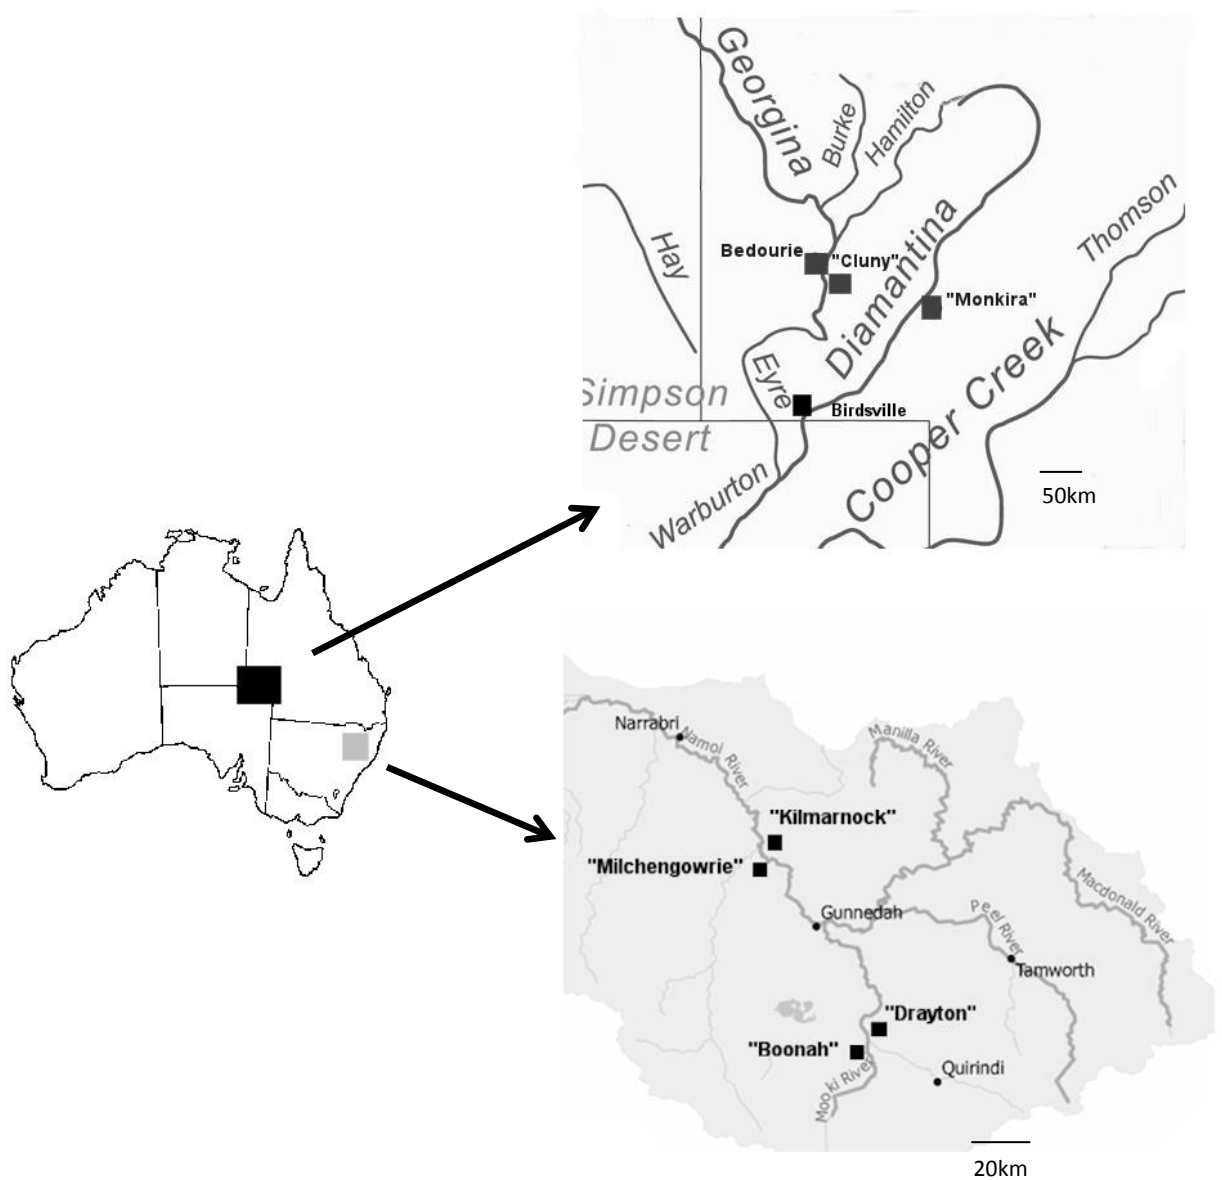 Georgina
Burke
Hamilton
Thomson
Hay
Bedourie
"Cluny"
Diamantina
"Monkira"
Eyre
Simpson
Desert
Birdsville
Cooper Creek
Warburton
50km
Narrabri
Namoi River
Manilla River
"Kilmarnock"
"Milchengowrie"
Macdonald River
Gunnedah
Peel River
Tamworth
"Drayton"
"Boonah"
Quirindi
Mooki River
20km